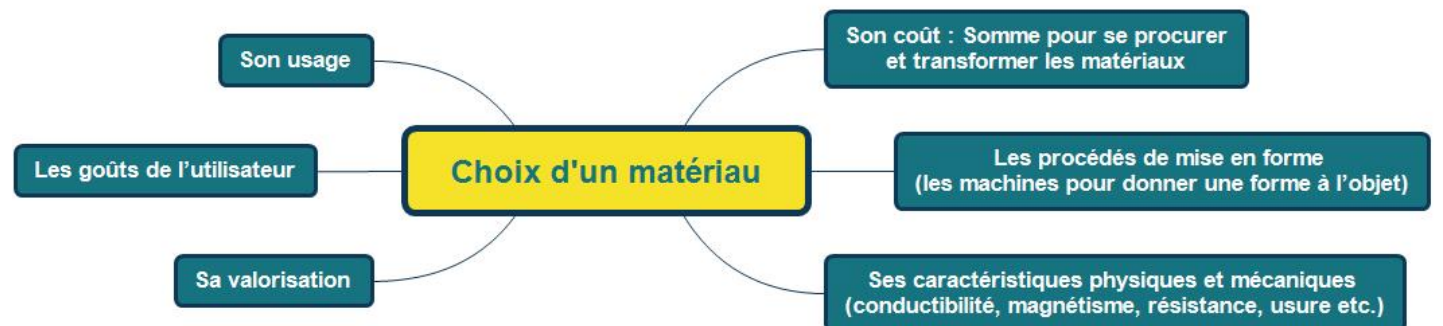 Son usage
Les goûts de l’utilisateur
Sa valorisation
Choix d'un matériau
Son coût : Somme pour se procurer
et transformer les matériaux
Les procédés de mise en forme
(les machines pour donner une forme à l’objet)
Ses caractéristiques physiques et mécaniques
(conductibilité, magnétisme, résistance, usure etc.)